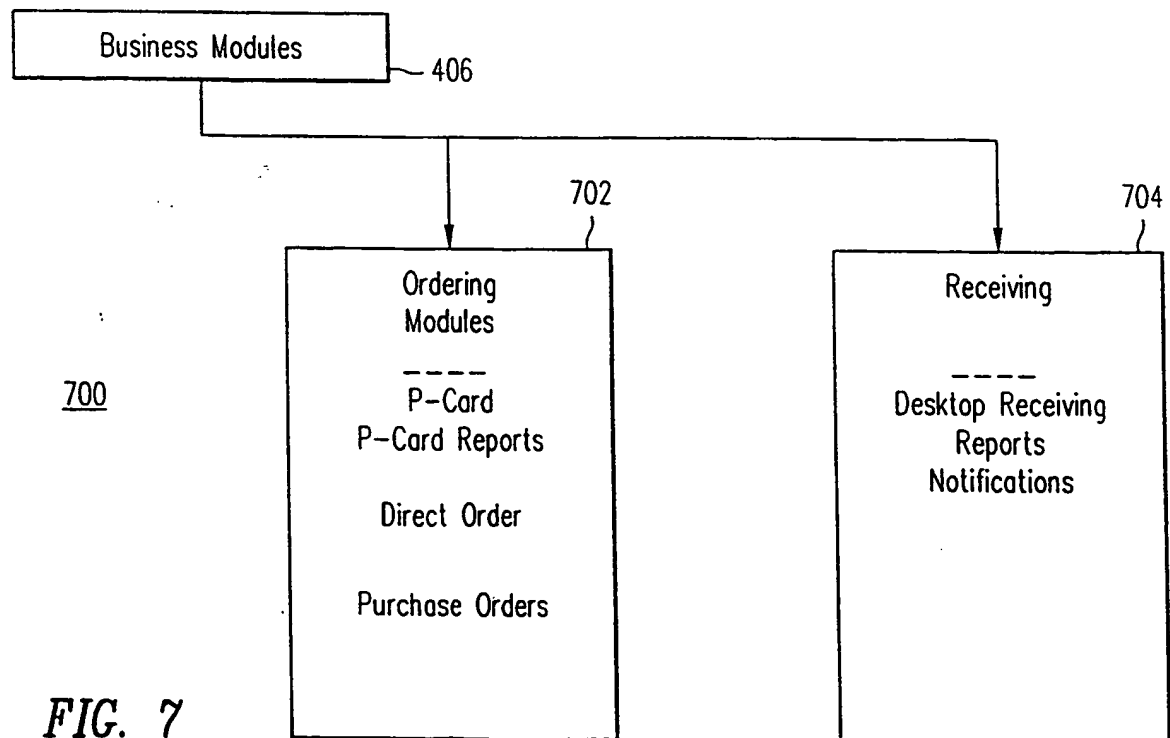 Business Modules
406
702
704
Ordering
Modules
----
P-Card
P-Card Reports
Direct Order
Purchase Orders
Receiving
----
Desktop Receiving
Reports
Notifications
700
FIG. 7